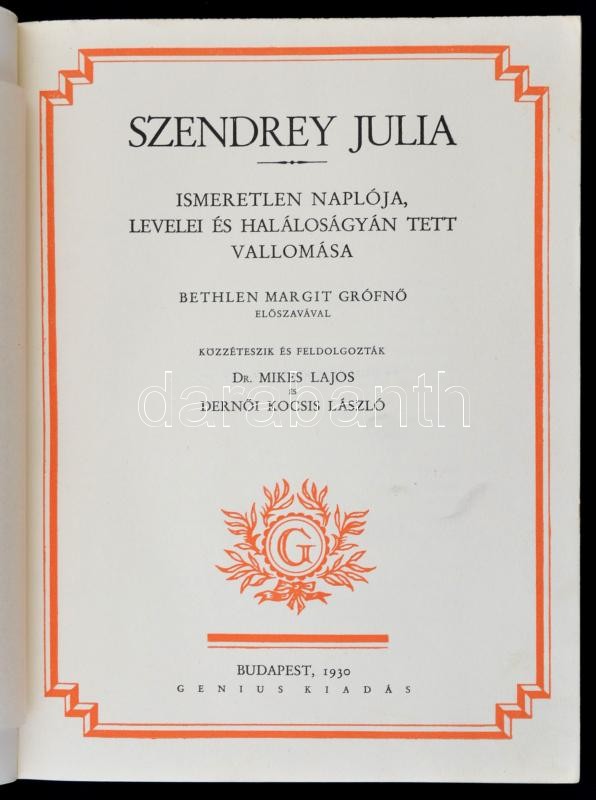 SZENDREY JULIA
ISMERETLEN NAPLÓJA,
LEVELEI ÉS HALÁLOSÁGYÁN TETT
VALLOMÁSA
BETHLEN MARGIT GRÓFNŐ
ELŐSZAVÁVAL
KÖZZÉTESZIK ÉS FELDOLGOZTÁK
DR. MIKES LAJOS
ÉS
DERNŐI KOCSIS LÁSZLÓ
darabanth
G
BUDAPEST, 1930
GENIUS KIADÁS